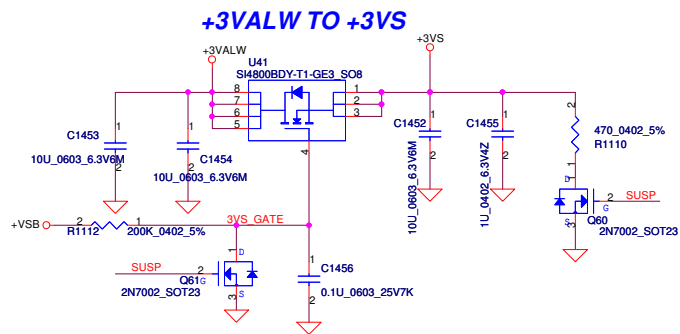 +3VALW TO +3VS
+3VALW
+3VS
U41
SI4800BDY-T1-GE3_SO8
8
7
6
5
1
2
3
4
C1453
1
2
10U_0603_6.3V6M
C1454
1
2
10U_0603_6.3V6M
C1452
1
2
10U_0603_6.3V6M
C1455
1
2
1U_0402_6.3V4Z
2
470_0402_5%
R1110
1
D
SUSP
2
G
S
3
Q60
2N7002_SOT23
+VSB
2
1
R1112
200K_0402_5%
3VS_GATE
SUSP
2
G
1
D
S
3
Q61
2N7002_SOT23
1
C1456
2
0.1U_0603_25V7K